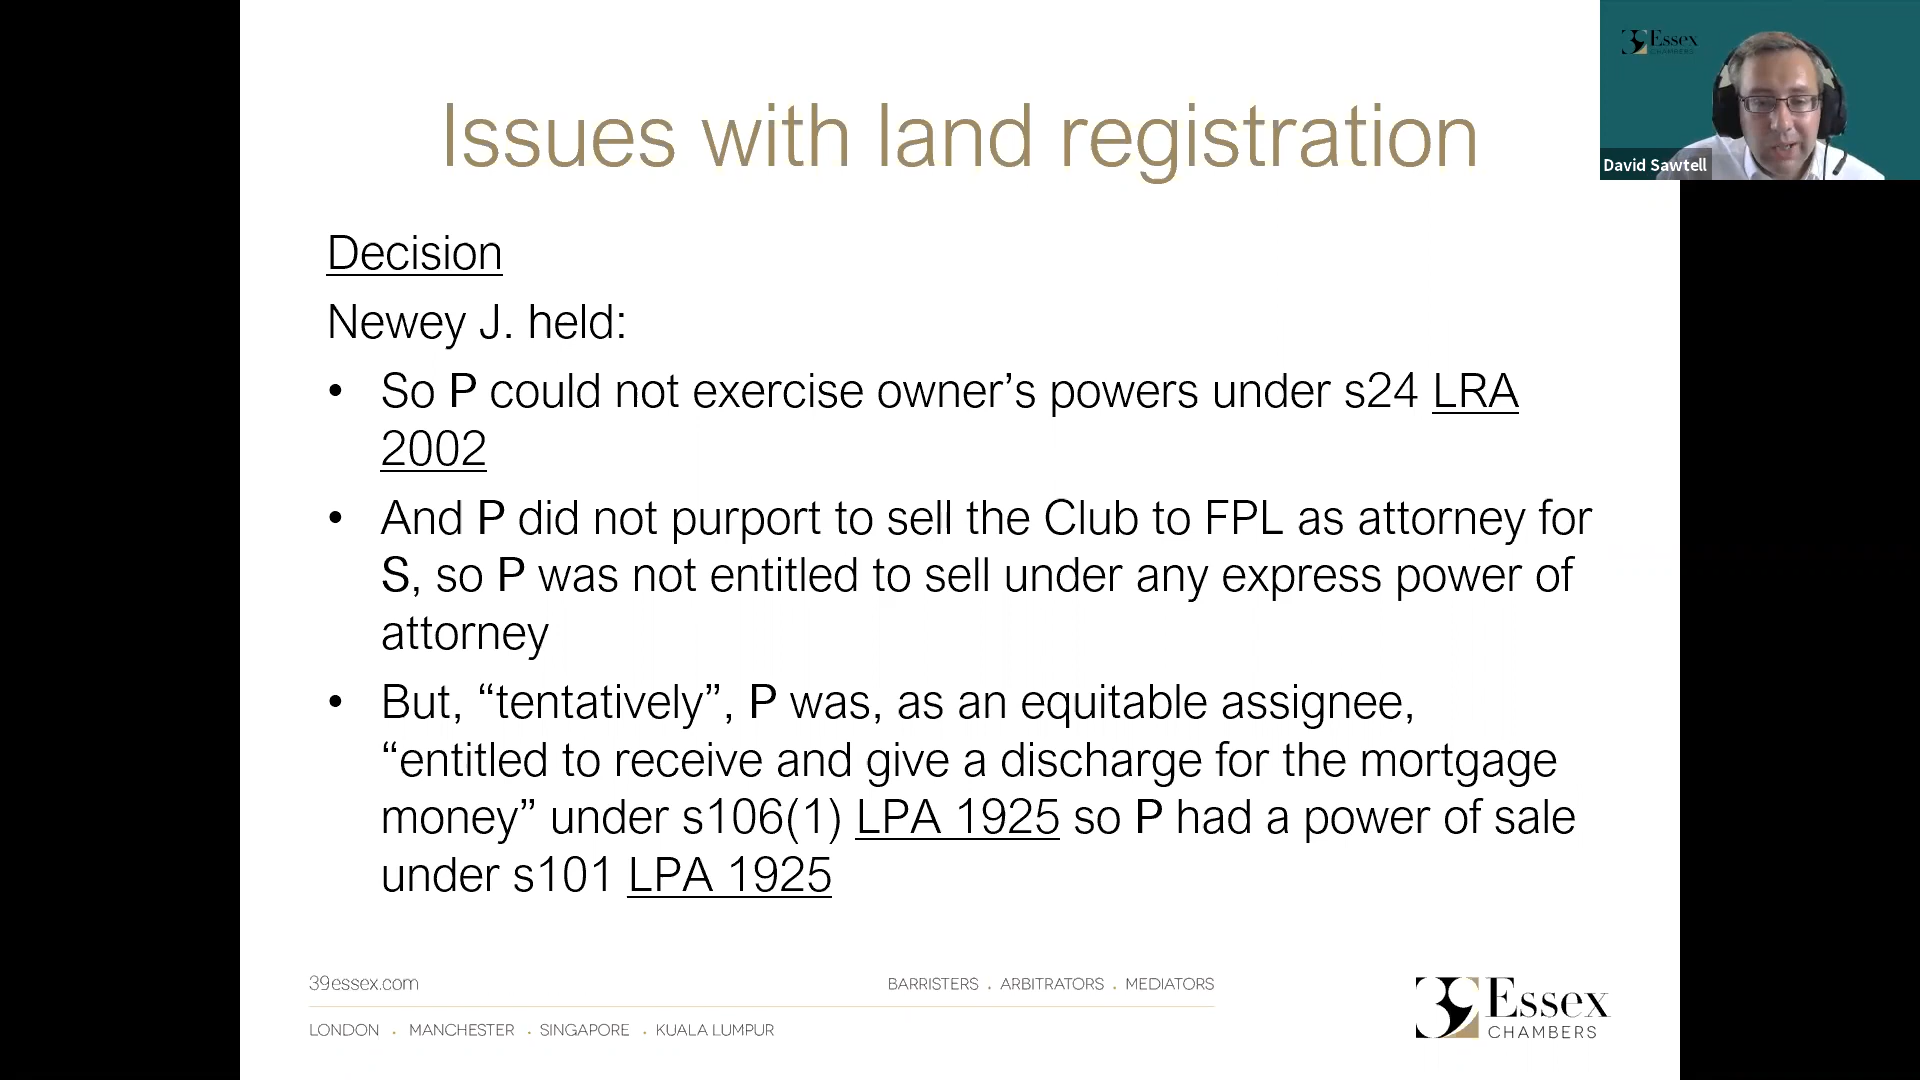 Issues with land registration
Decision
Newey J. held:
• So P could not exercise owner’s powers under s24 LRA
2002
• And P did not purport to sell the Club to FPL as attorney for
S, so P was not entitled to sell under any express power of
attorney
• But, “tentatively”, P was, as an equitable assignee,
“entitled to receive and give a discharge for the mortgage
money” under s106(1) LPA 1925 so P had a power of sale
under s101 LPA 1925
39essex.com
BARRISTERS . ARBITRATORS . MEDIATORS
LONDON . MANCHESTER . SINGAPORE . KUALA LUMPUR
39 Essex
CHAMBERS
39 Essex
CHAMBERS
David Sawtell